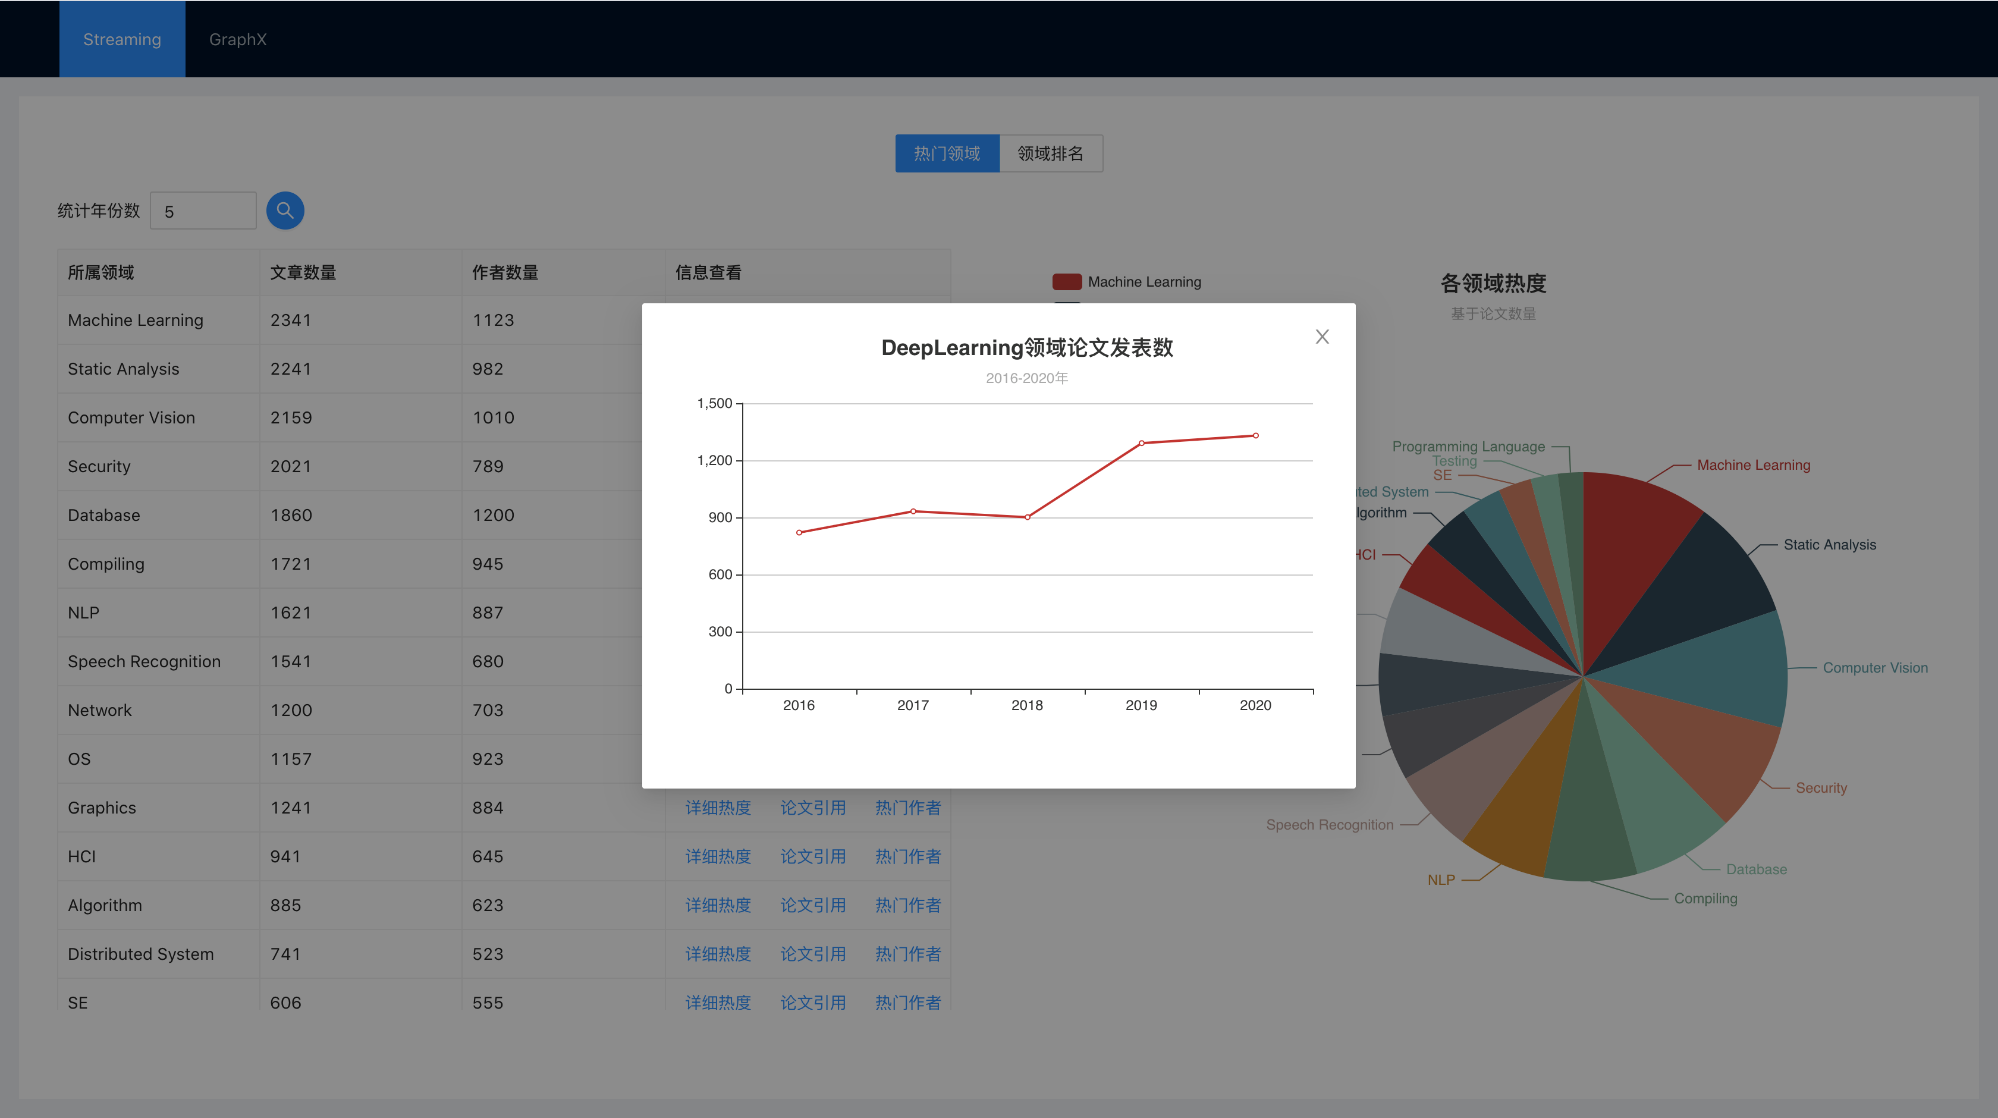 Streaming GraphX
热门领域 领域排名
统计年份数 5
所属领域 文章数量 作者数量 信息查看
Machine Learning 2341 1123
Static Analysis 2241 982
Computer Vision 2159 1010
Security 2021 789
Database 1860 1200
Compiling 1721 945
NLP 1621 887
Speech Recognition 1541 680
Network 1200 703
OS 1157 923
Graphics 1241 884 详细热度 论文引用 热门作者
HCI 941 645 详细热度 论文引用 热门作者
Algorithm 885 623 详细热度 论文引用 热门作者
Distributed System 741 523 详细热度 论文引用 热门作者
SE 606 555 详细热度 论文引用 热门作者
DeepLearning领域论文发表数
2016-2020年
1,500
1,200
900
600
300
0
2016 2017 2018 2019 2020
Machine Learning
各领域热度
基于论文数量
Programming Language
Testing
SE
ted System
lgorithm
HCI
Speech Recognition
NLP
Machine Learning
Static Analysis
Computer Vision
Security
Database
Compiling